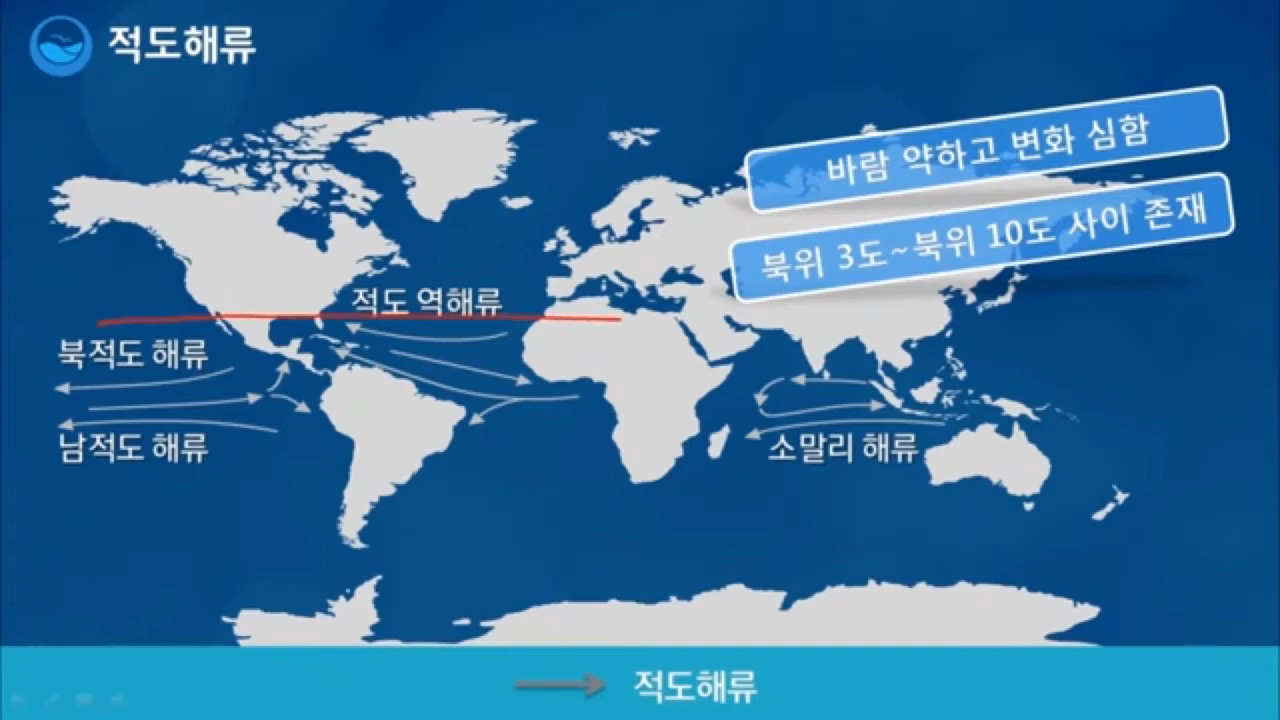 적도해류
바람 약하고 변화 심함
북위 3도~북위 10도 사이 존재
적도 역해류
북적도 해류
남적도 해류
소말리 해류
적도해류